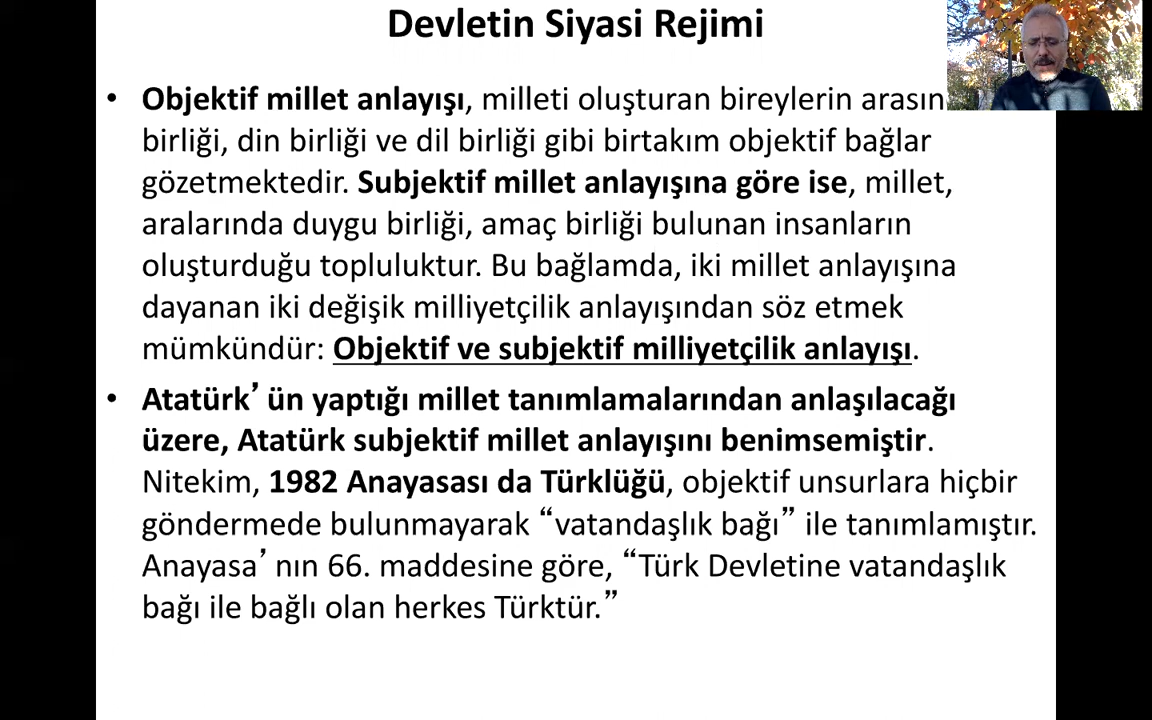 Devletin Siyasi Rejimi
• Objektif millet anlayışı, milleti oluşturan bireylerin
birliği, din birliği ve dil birliği gibi birtakım objektif bağlar
gözetmektedir. Subjektif millet anlayışına göre ise, millet,
aralarında duygu birliği, amaç birliği bulunan insanların
oluşturduğu topluluktur. Bu bağlamda, iki millet anlayışına
dayanan iki değişik milliyetçilik anlayışından söz etmek
mümkündür: Objektif ve subjektif milliyetçilik anlayışı.
• Atatürk’ ün yaptığı millet tanımlamalarından anlaşılacağı
üzere, Atatürk subjektif millet anlayışını benimsemiştir.
Nitekim, 1982 Anayasası da Türklüğü, objektif unsurlara hiçbir
göndermede bulunmayarak “vatandaşlık bağı” ile tanımlamıştır.
Anayasa’ nın 66. maddesine göre, “Türk Devletine vatandaşlık
bağı ile bağlı olan herkes Türktür.”